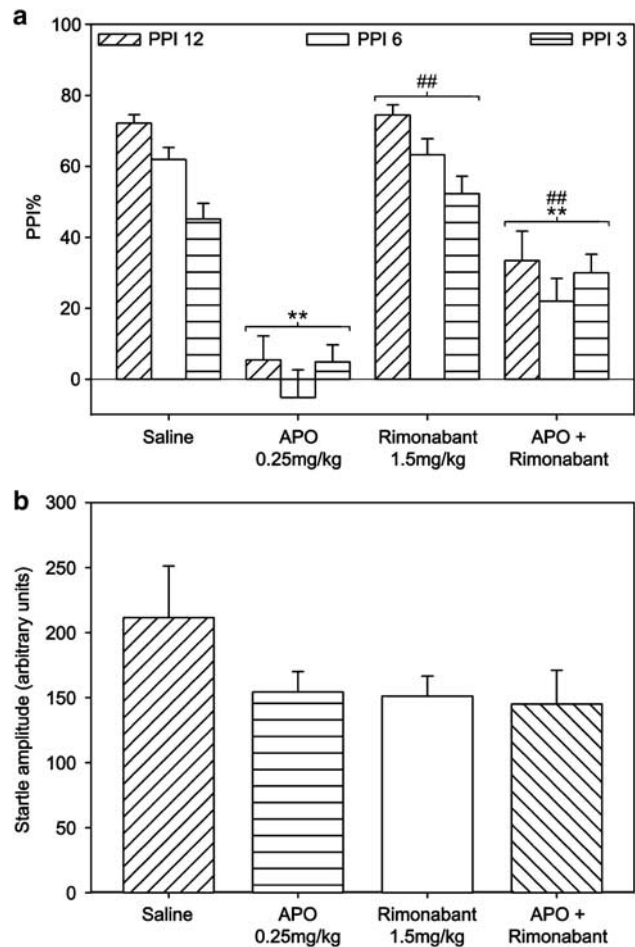 a
PPI 12 PPI 6 PPI 3
100
80
60
40
20
0
PPI%
##
**
##
**
Saline APO 0.25mg/kg Rimonabant 1.5mg/kg APO + Rimonabant
b
300
250
200
150
100
50
0
Startle amplitude (arbitrary units)
Saline APO 0.25mg/kg Rimonabant 1.5mg/kg APO + Rimonabant